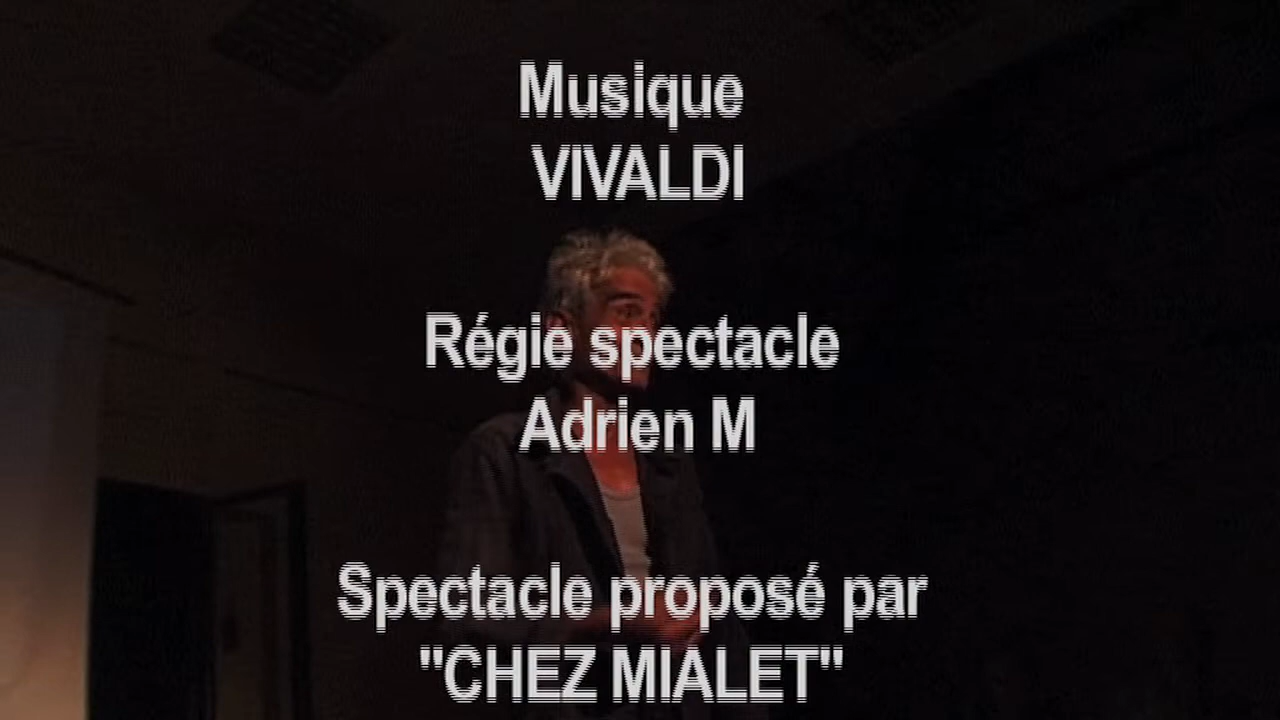 Musique
VIVALDI
Régie spectacle
Adrien M
Spectacle proposé par
"CHEZ MIALET"